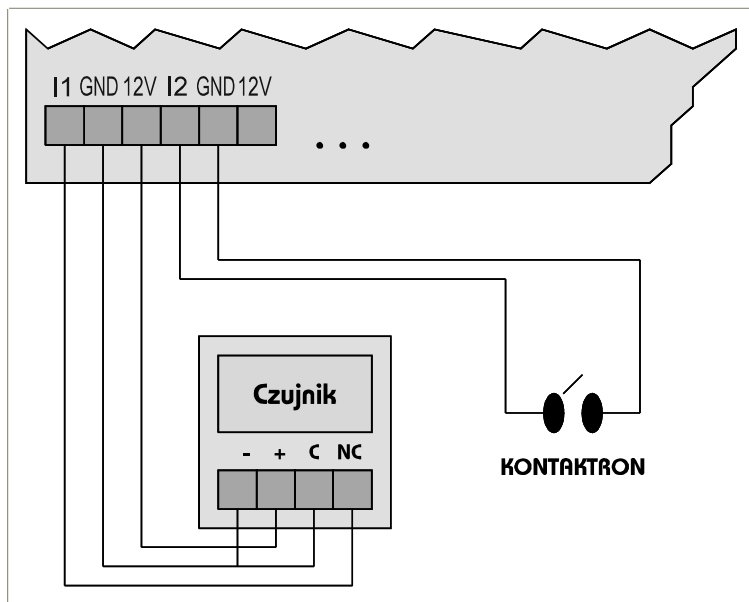 I1 GND 12V I2 GND 12V
. . .
Czujnik
- + C NC
KONTAKTRON